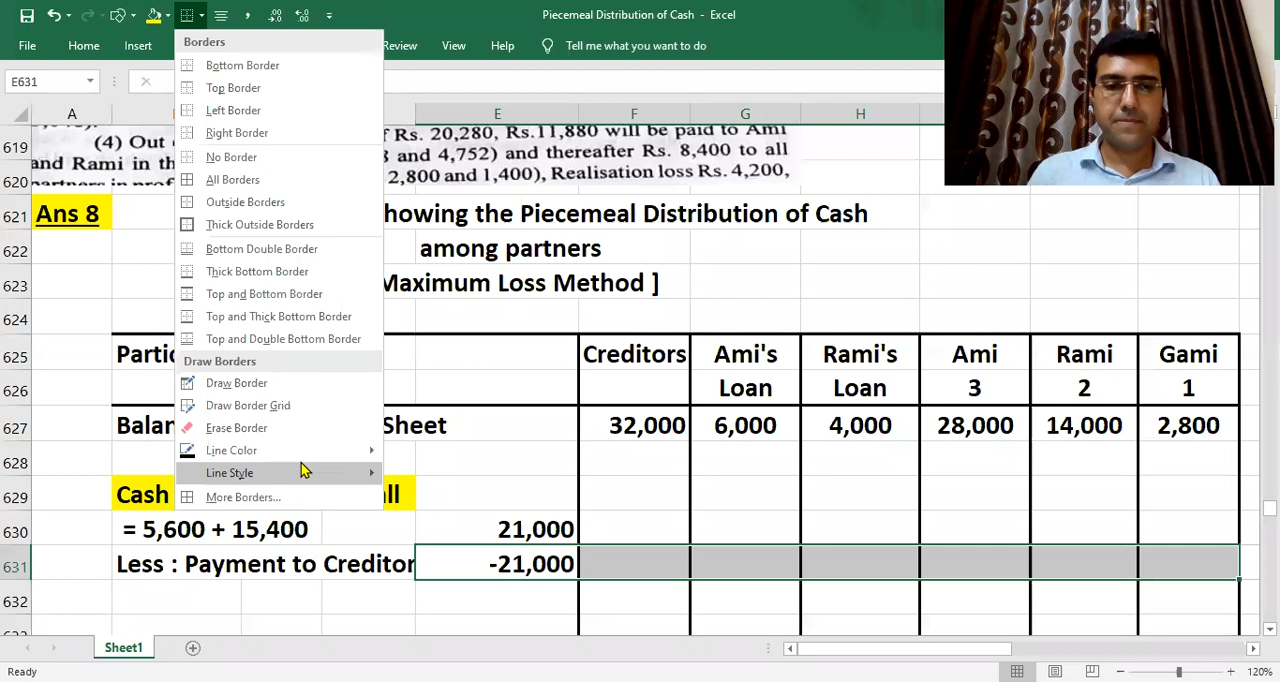 Piecemeal Distribution of Cash - Excel
File Home Insert Review View Help Tell me what you want to do
E631
Borders
Bottom Border
Top Border
Left Border
Right Border
No Border
All Borders
Outside Borders
Thick Outside Borders
Bottom Double Border
Thick Bottom Border
Top and Bottom Border
Top and Thick Bottom Border
Top and Double Bottom Border
Draw Borders
Draw Border
Draw Border Grid
Erase Border
Line Color
Line Style
More Borders...
A E F G H
619 (4) Out of Rs. 20,280, Rs.11,880 will be paid to Ami
and Rami in th 3 and 4,752) and thereafter Rs. 8,400 to all
620 partners in 2,800 and 1,400), Realisation loss Rs. 4,200,
621 Ans 8 howing the Piecemeal Distribution of Cash
622 among partners
623 Maximum Loss Method ]
624
625 Partic Creditors Ami's Rami's Ami Rami Gami
626 Loan Loan 3 2 1
627 Balan Sheet 32,000 6,000 4,000 28,000 14,000 2,800
628
629 Cash all
630 = 5,600 + 15,400 21,000
631 Less : Payment to Creditor -21,000
632
Sheet1
Ready 120%